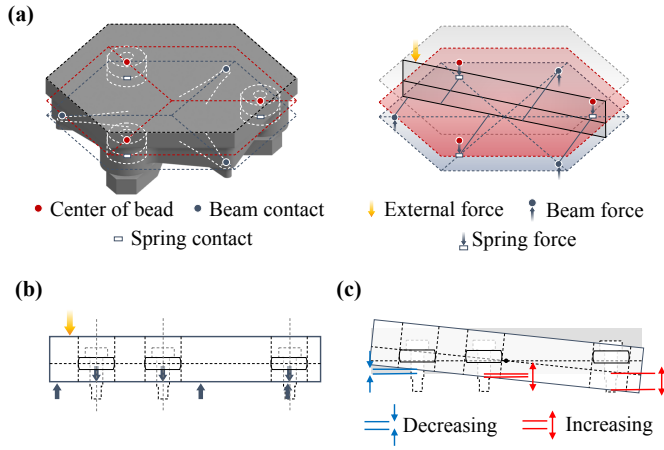 (a)
Center of bead
Beam contact
Spring contact
External force
Beam force
Spring force
(b)
(c)
Decreasing
Increasing